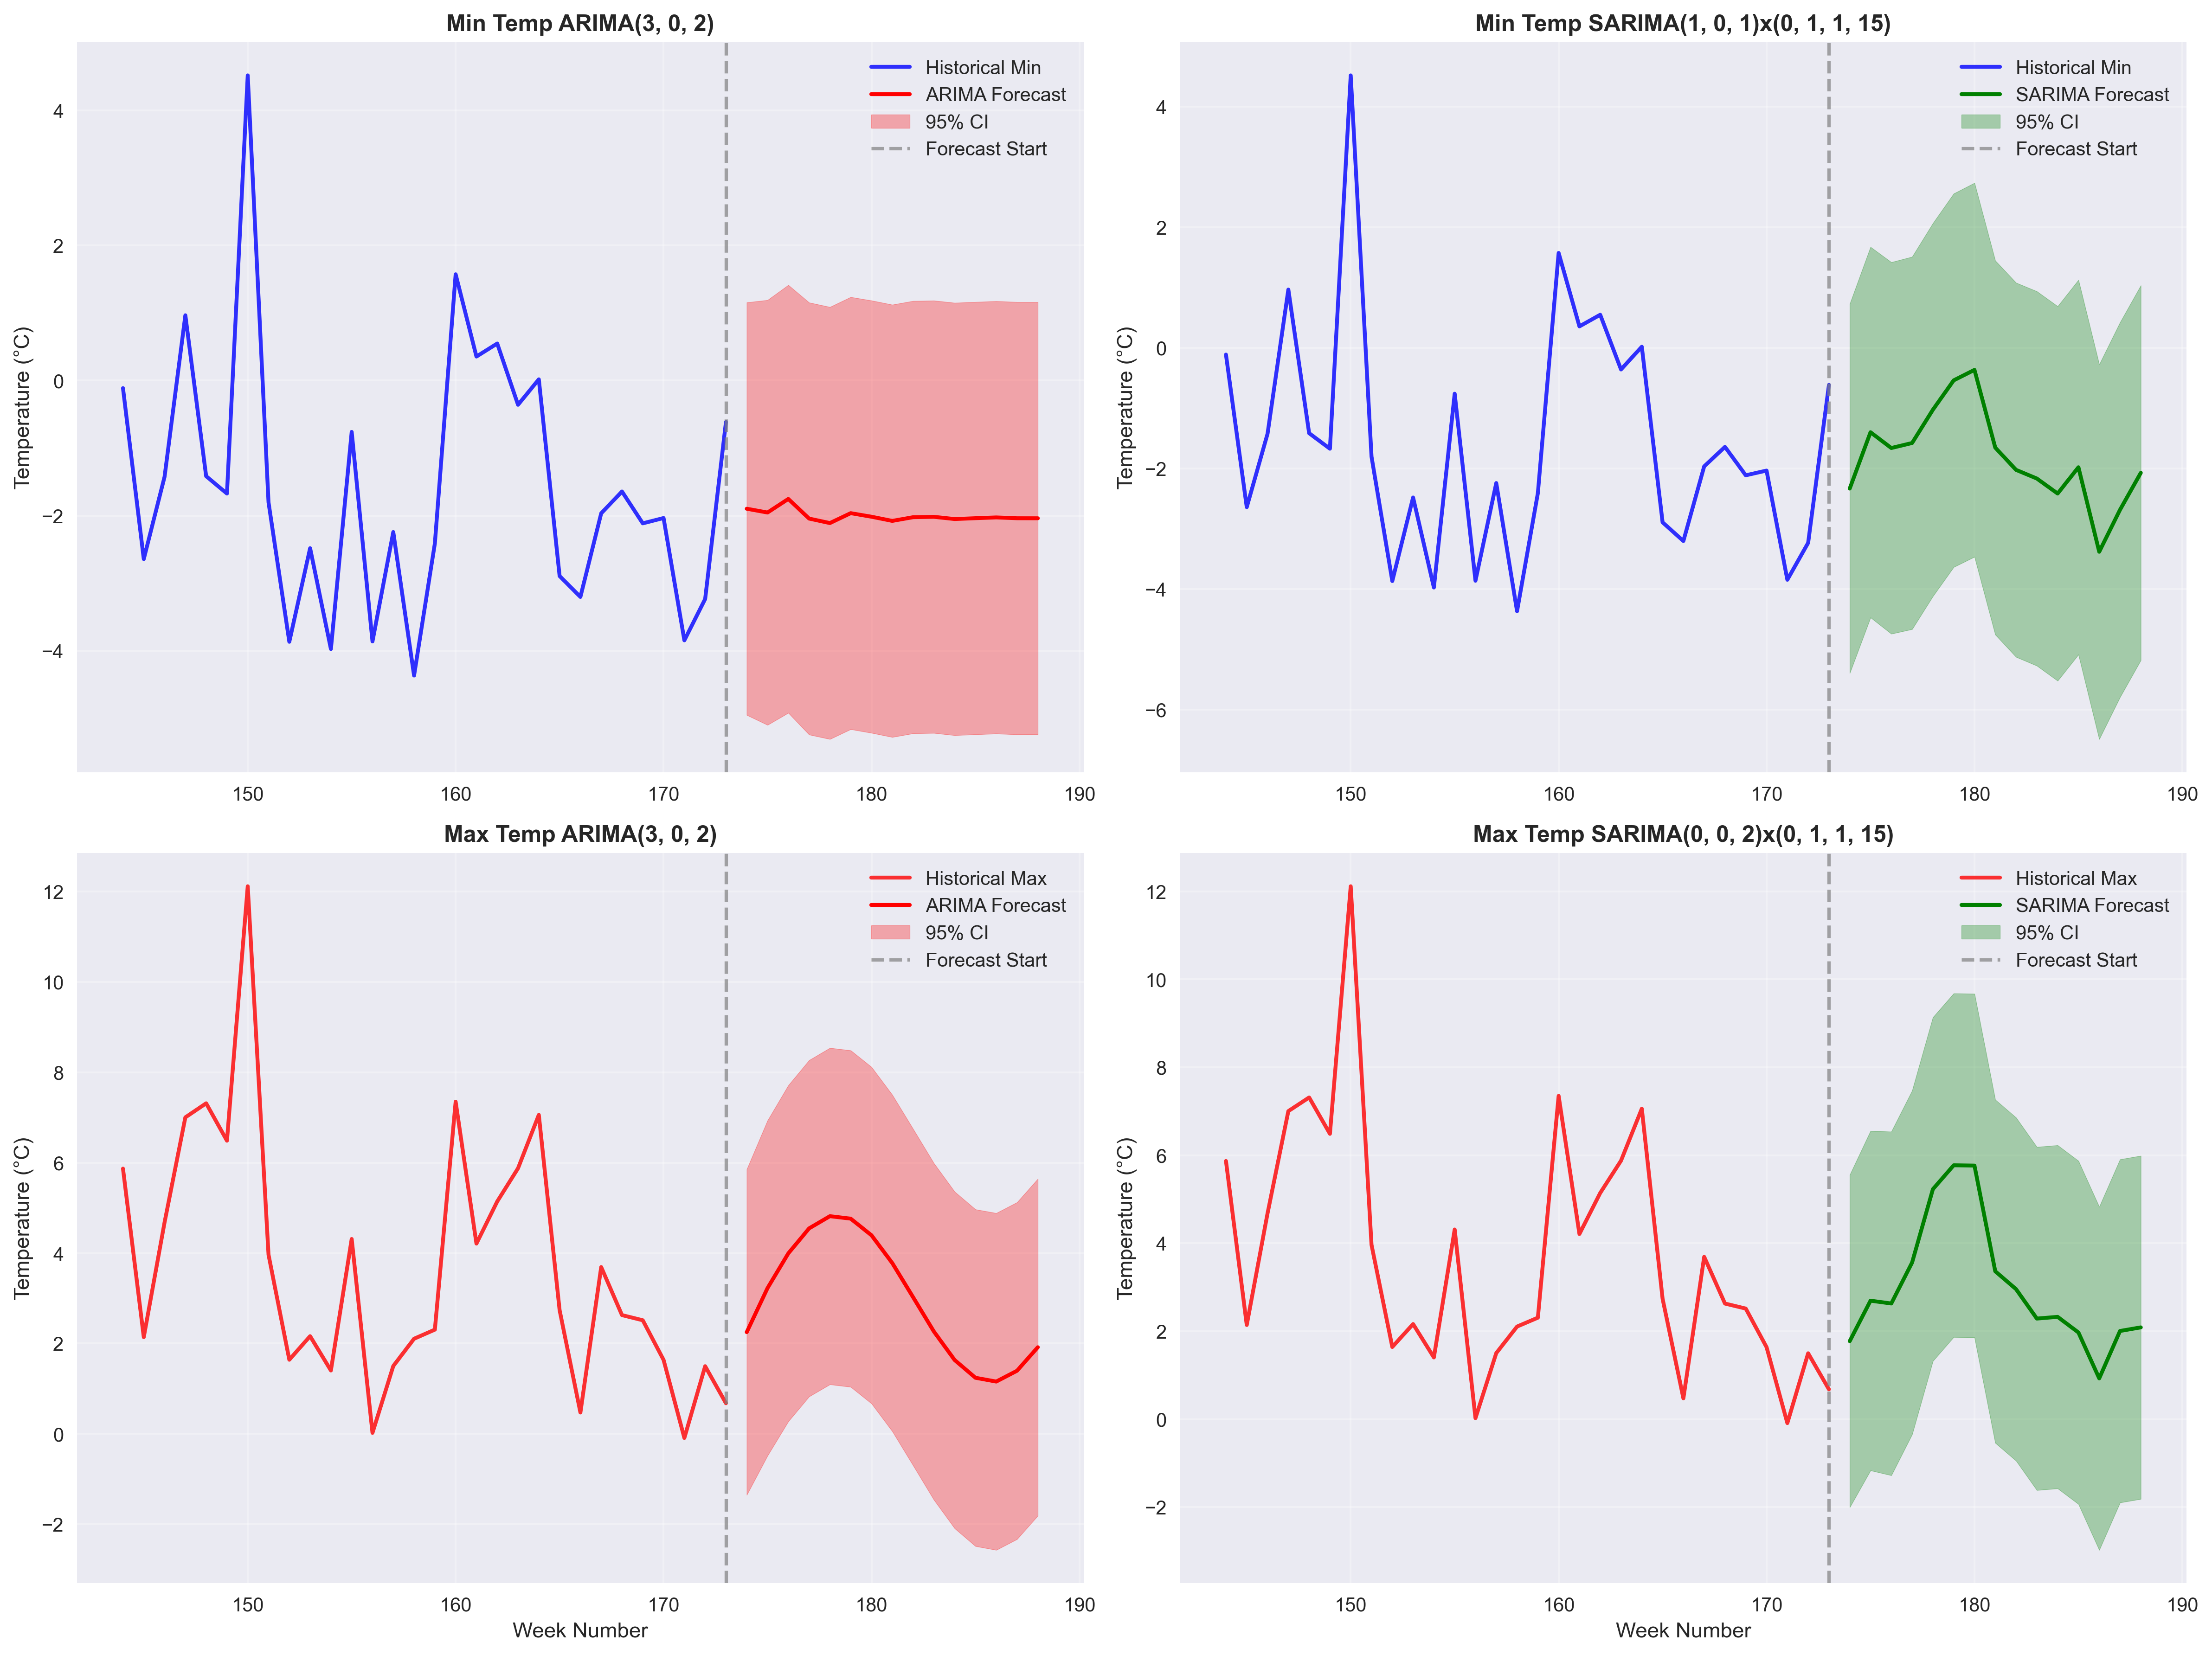 Min Temp ARIMA(3, 0, 2)
Temperature (°C)
4
2
0
−2
−4
150
160
170
180
190
Historical Min
ARIMA Forecast
95% CI
Forecast Start
Min Temp SARIMA(1, 0, 1)x(0, 1, 1, 15)
Temperature (°C)
4
2
0
−2
−4
−6
150
160
170
180
190
Historical Min
SARIMA Forecast
95% CI
Forecast Start
Max Temp ARIMA(3, 0, 2)
Temperature (°C)
12
10
8
6
4
2
0
−2
150
160
170
180
190
Week Number
Historical Max
ARIMA Forecast
95% CI
Forecast Start
Max Temp SARIMA(0, 0, 2)x(0, 1, 1, 15)
Temperature (°C)
12
10
8
6
4
2
0
−2
150
160
170
180
190
Week Number
Historical Max
SARIMA Forecast
95% CI
Forecast Start